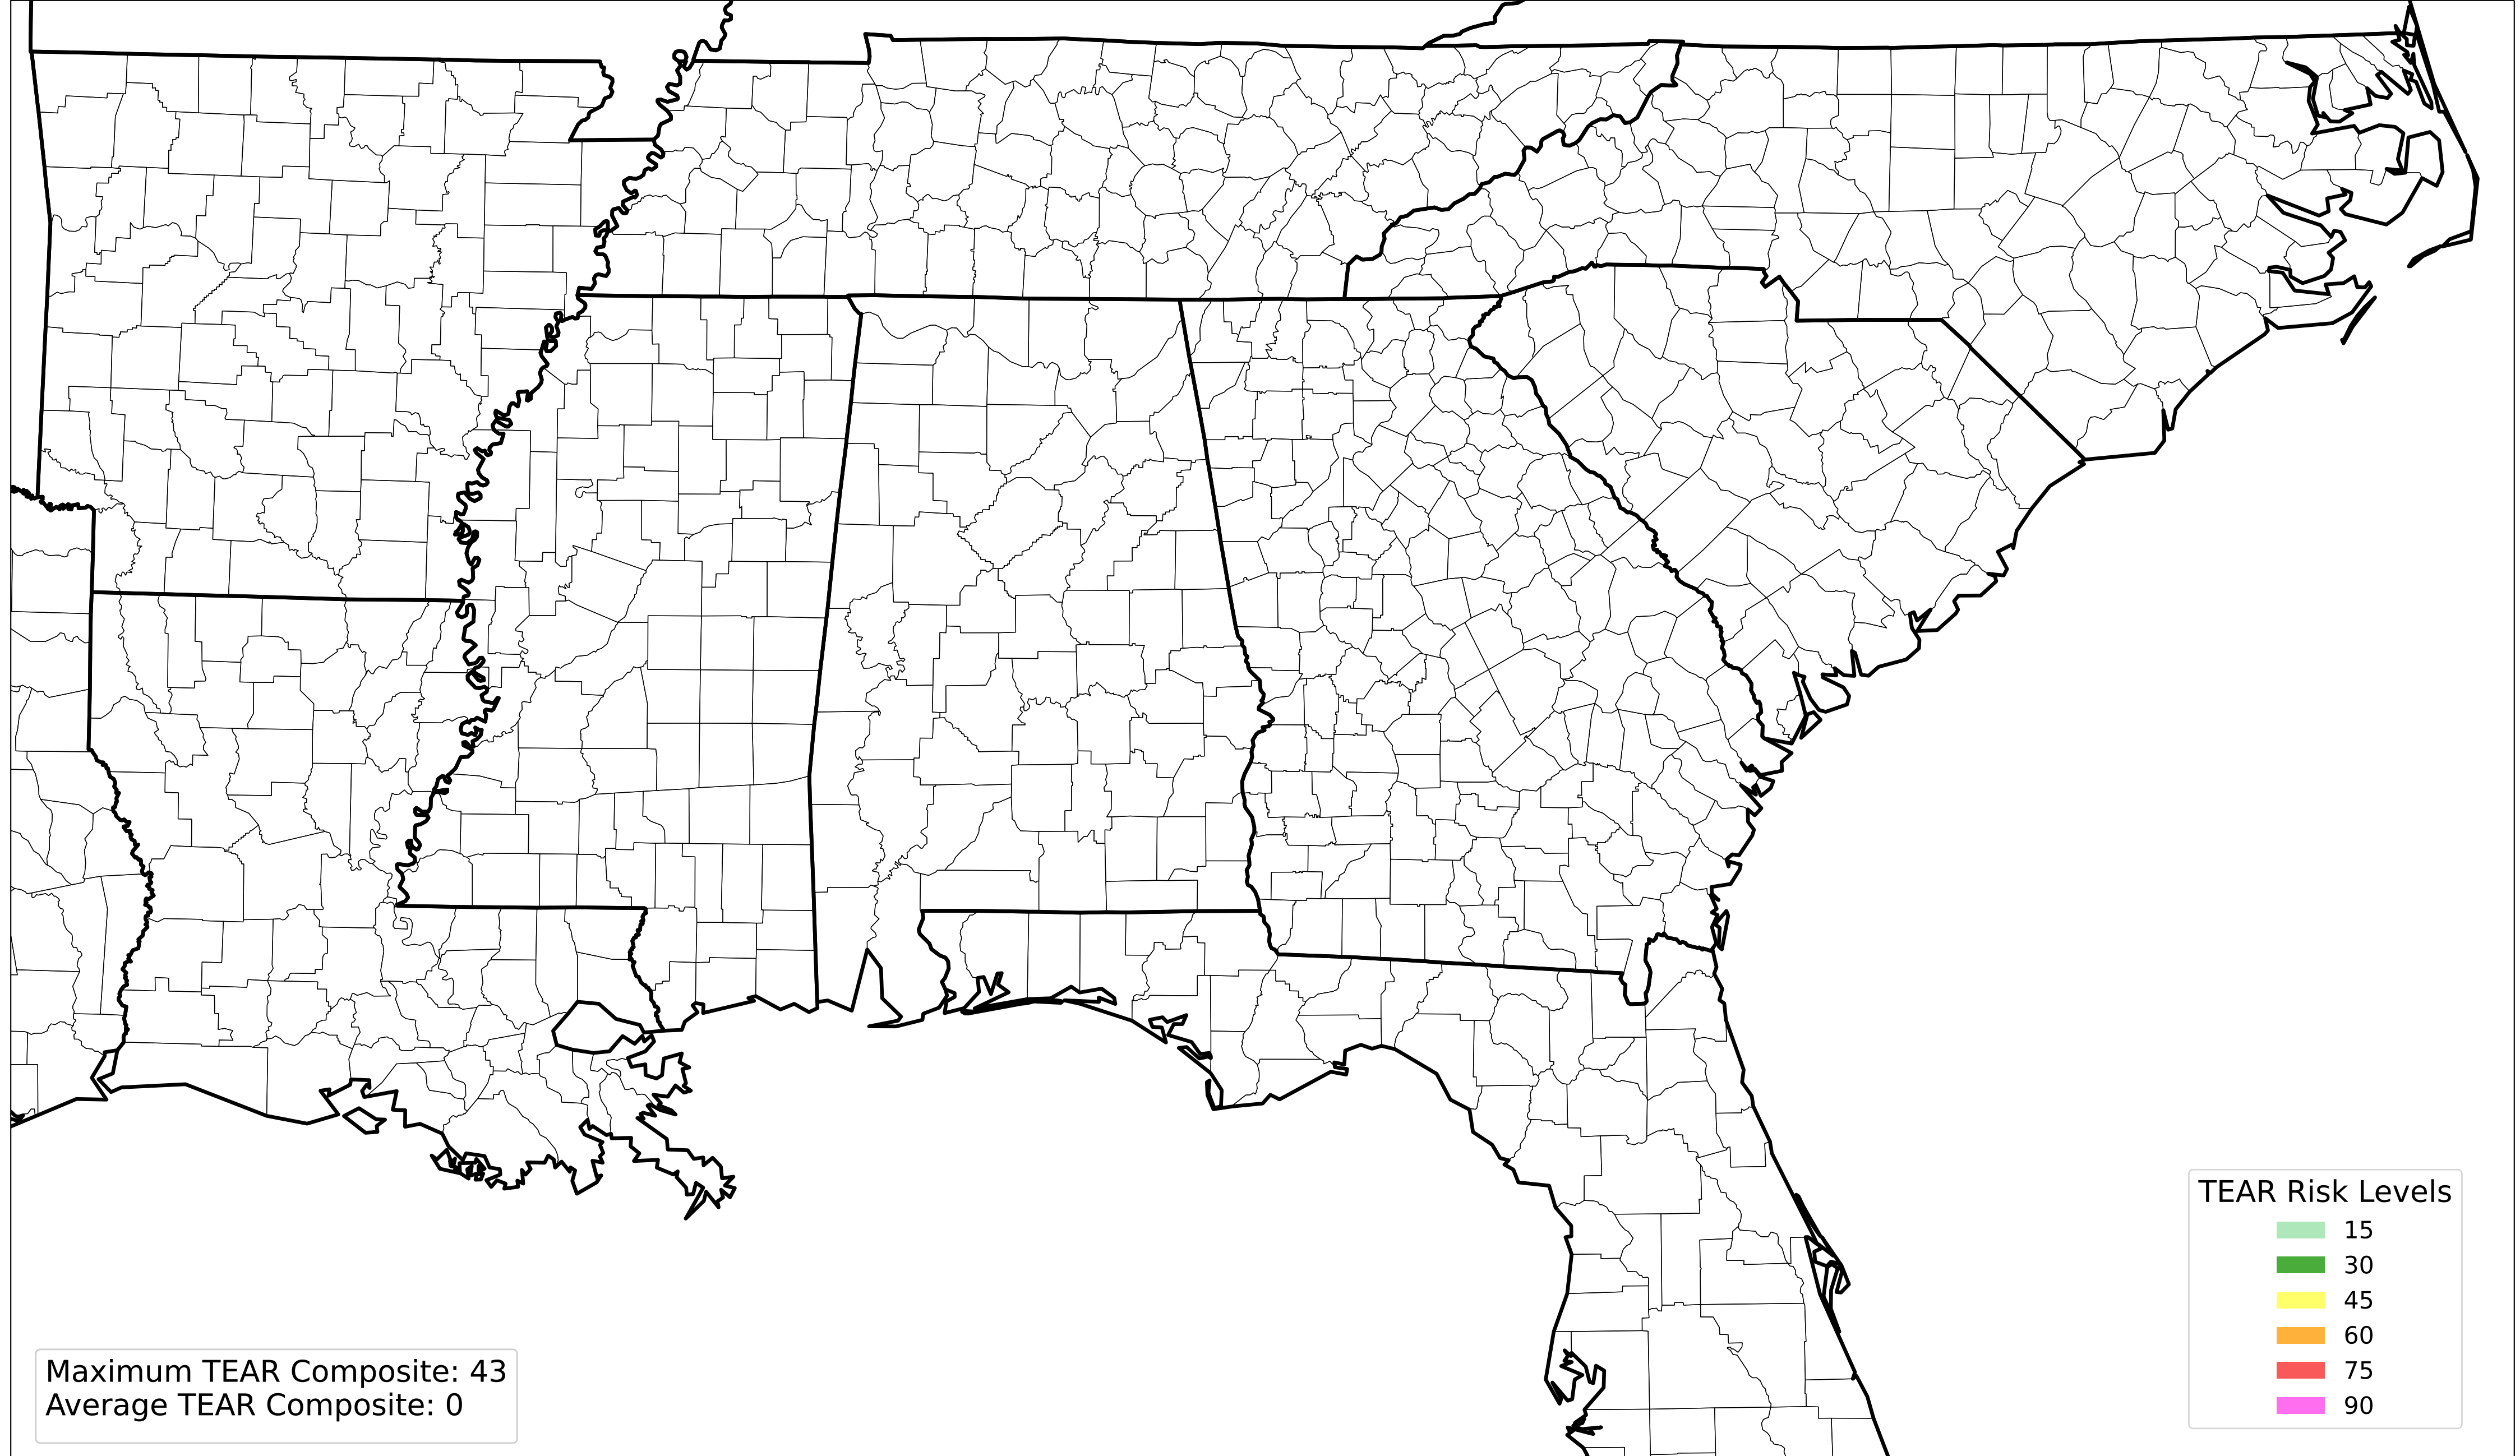 TEAR Risk Levels
15
30
45
60
75
90
Maximum TEAR Composite: 43
Average TEAR Composite: 0